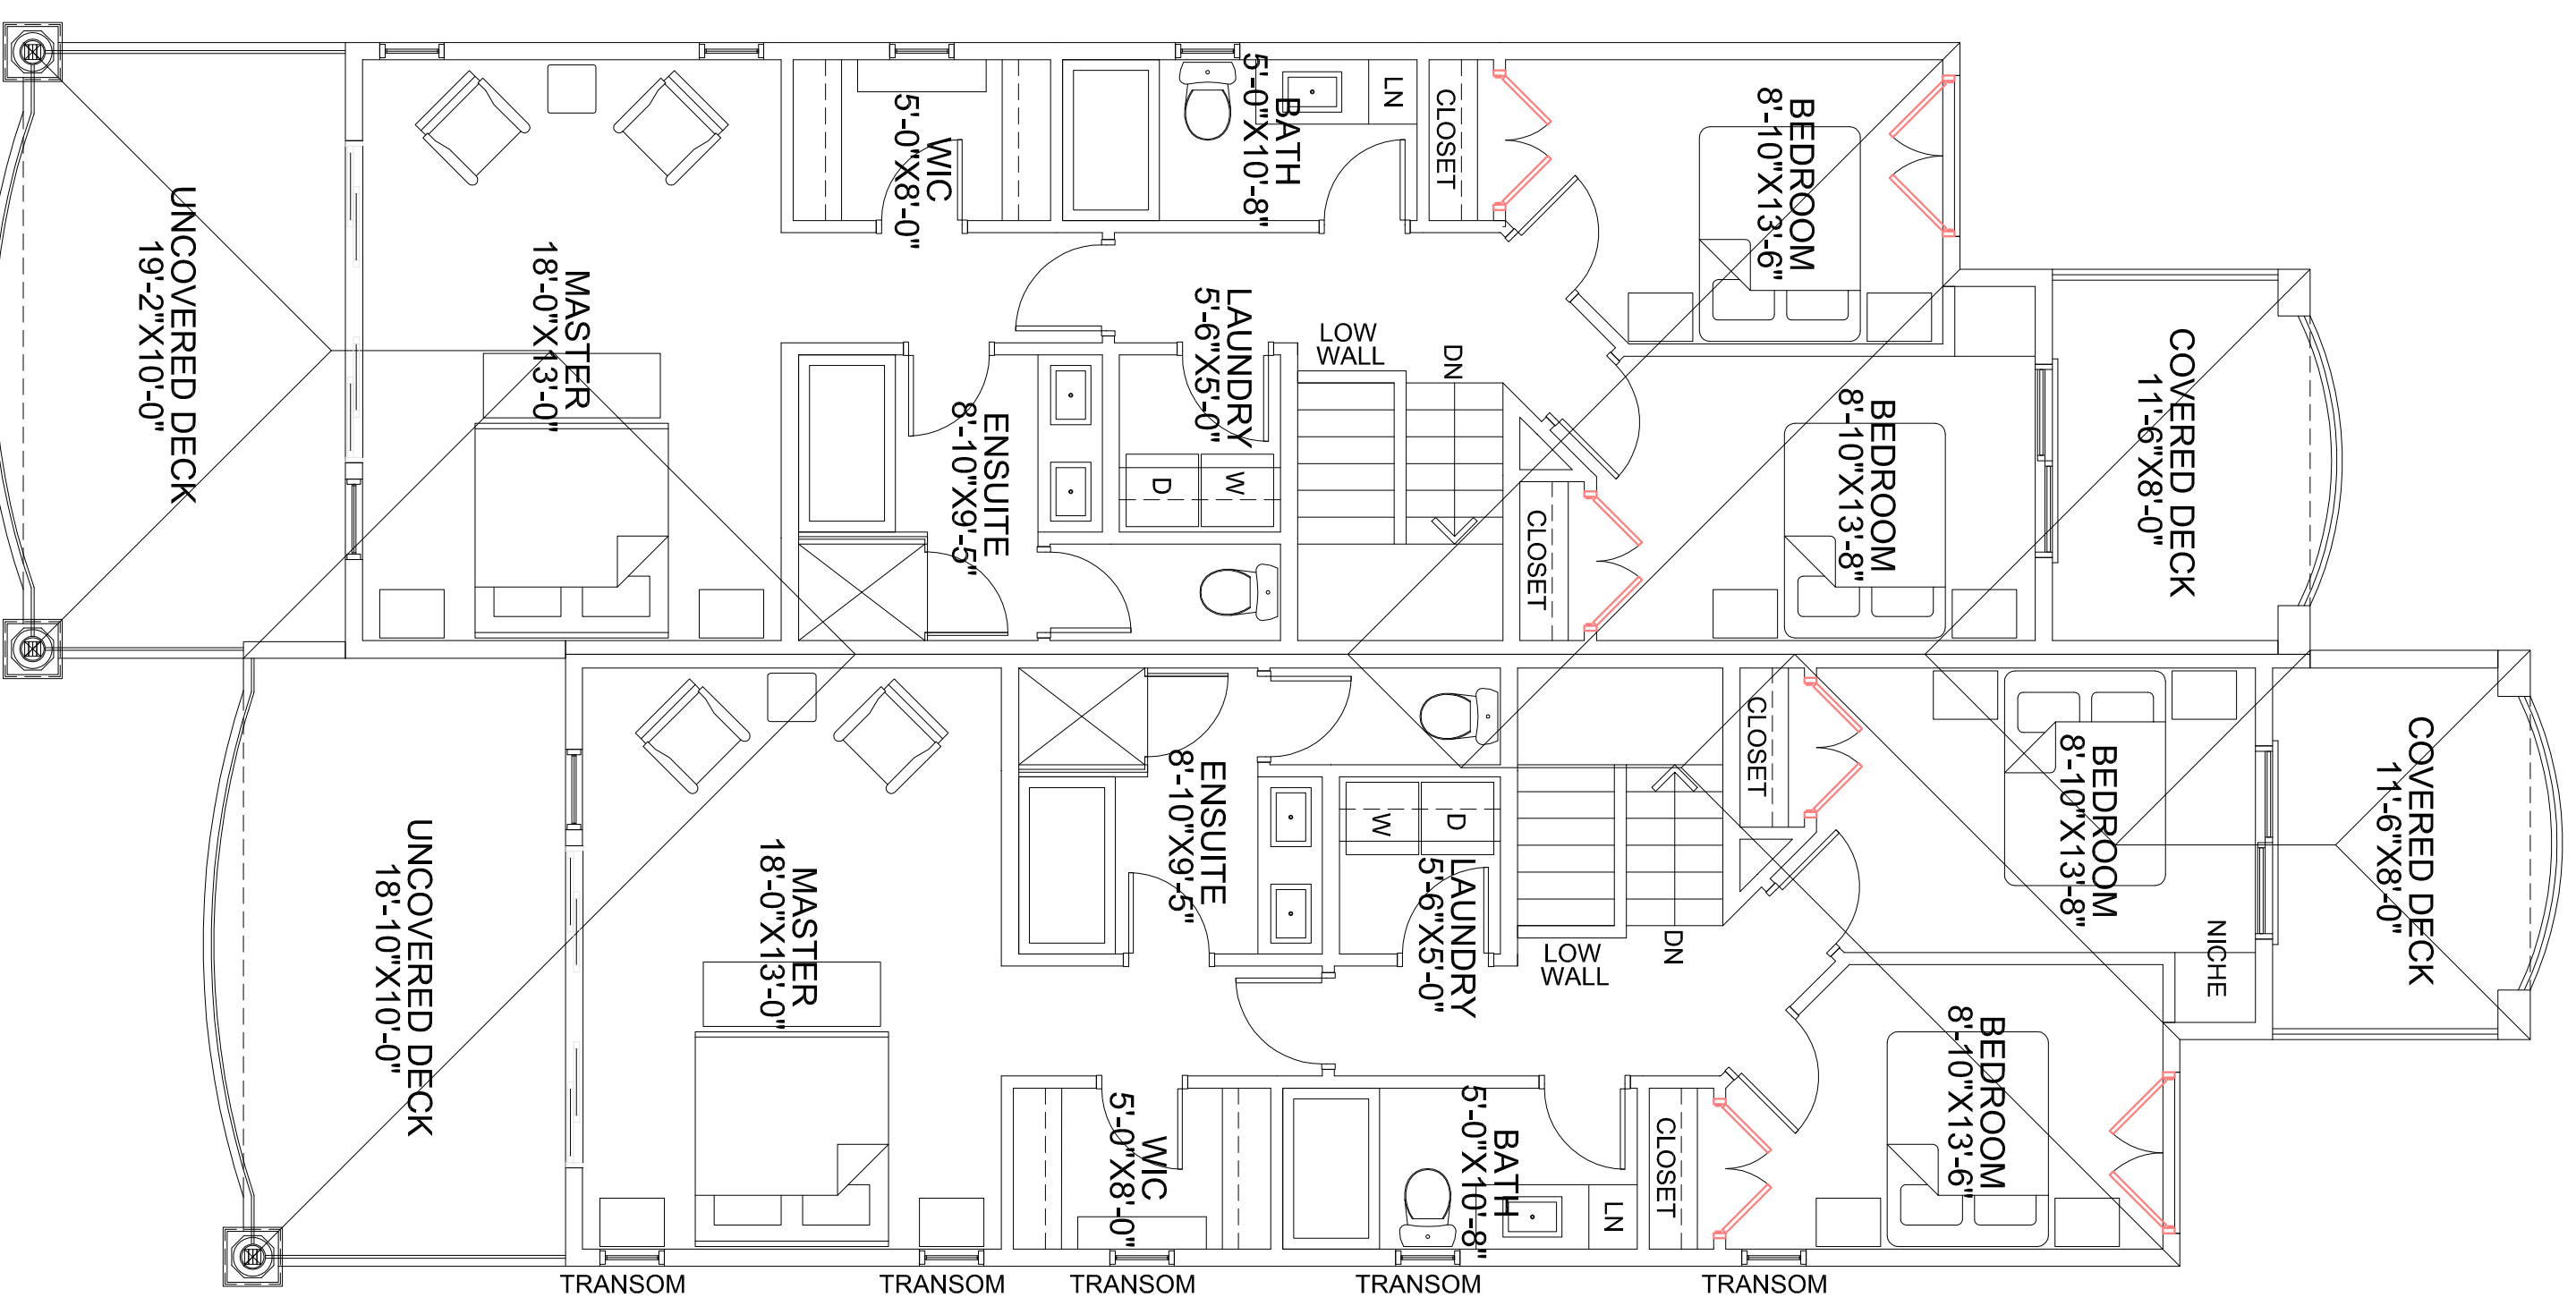 UNCOVERED DECK
19'-2"X10'-0"
MASTER
18'-0"X13'-0"
WIC
5'-0"X8'-0"
BATH
5'-0"X10'-8"
LN
CLOSET
BEDROOM
8'-10"X13'-6"
LAUNDRY
5'-6"X5'-0"
LOW
WALL
DN
ENSUITE
8'-10"X9'-5"
D
W
CLOSET
BEDROOM
8'-10"X13'-8"
COVERED DECK
11'-6"X8'-0"
UNCOVERED DECK
18'-10"X10'-0"
MASTER
18'-0"X13'-0"
ENSUITE
8'-10"X9'-5"
W
D
LAUNDRY
5'-6"X5'-0"
LOW
WALL
DN
CLOSET
BEDROOM
8'-10"X13'-8"
NICHE
COVERED DECK
11'-6"X8'-0"
WIC
5'-0"X8'-0"
BATH
5'-0"X10'-8"
LN
CLOSET
BEDROOM
8'-10"X13'-6"
TRANSOM
TRANSOM
TRANSOM
TRANSOM
TRANSOM